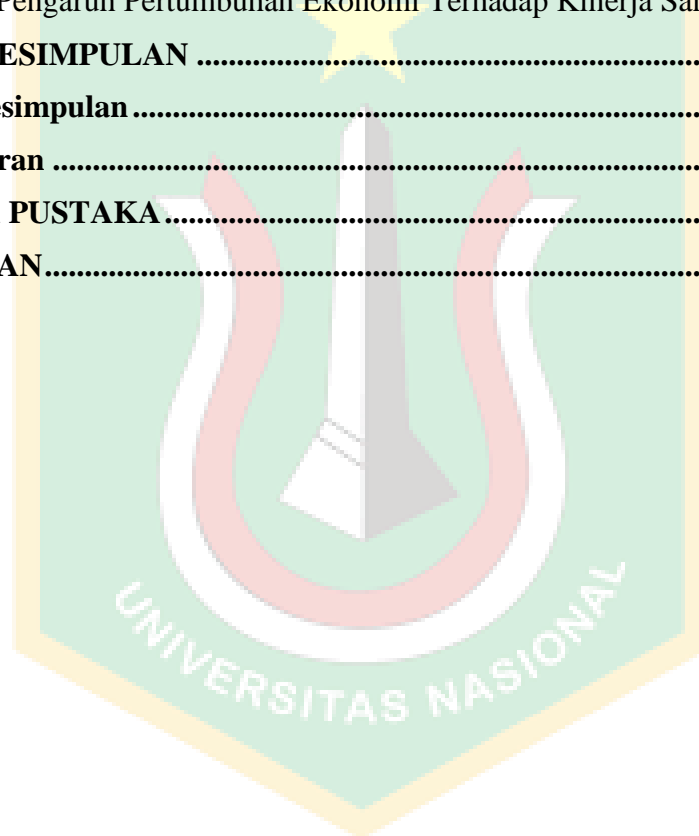 Pengaruh Pertumbuhan Ekonomi Terhadap Kinerja Sa
ESIMPULAN ........................................................................
esimpulan ................................................................................
ran ............................................................................................
PUSTAKA ............................................................................
AN .............................................................................................
UNIVERSITAS NASIONAL